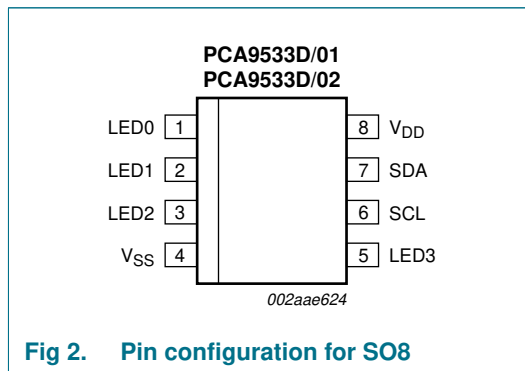 PCA9533D/01
PCA9533D/02
LED0 1 8 VDD
LED1 2 7 SDA
LED2 3 6 SCL
VSS 4 5 LED3
002aae624
Fig 2. Pin configuration for SO8